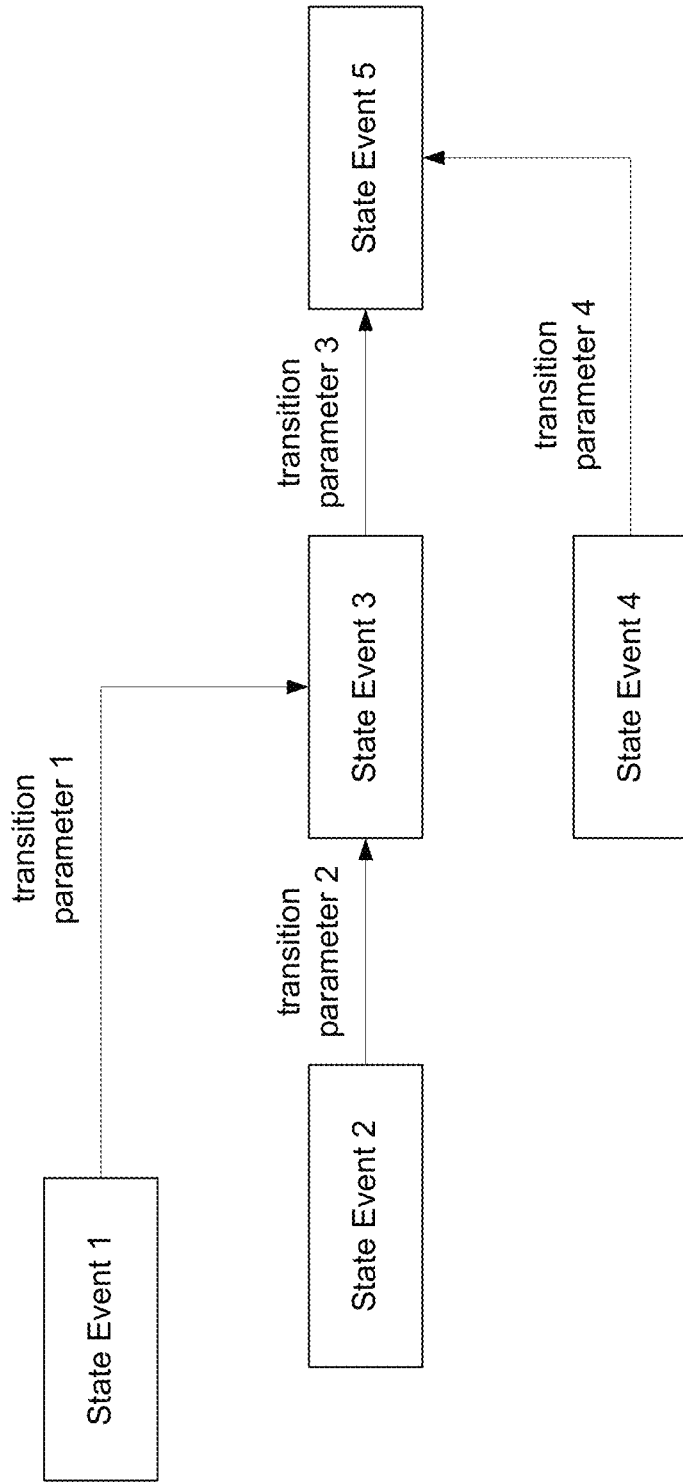 State Event 1
transition
parameter 1
State Event 2
transition
parameter 2
State Event 3
transition
parameter 3
State Event 5
State Event 4
transition
parameter 4